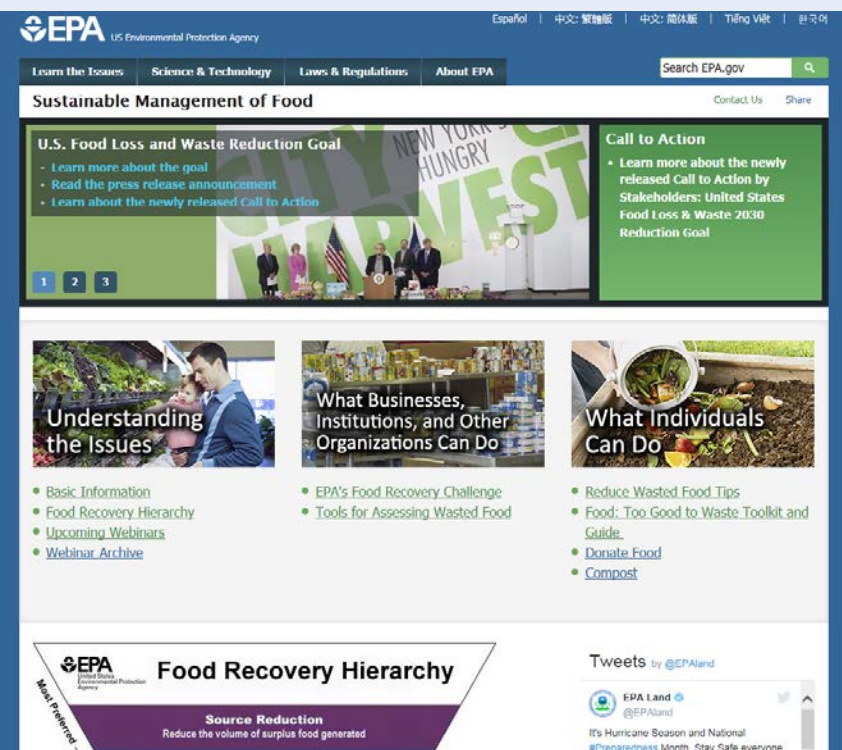 EPA US Environmental Protection Agency
Español | 中文: 繁體版 | 中文: 简体版 | Tiếng Việt | 한국어
Learn the Issues Science & Technology Laws & Regulations About EPA
Search EPA.gov
Sustainable Management of Food
Contact Us Share
U.S. Food Loss and Waste Reduction Goal
- Learn more about the goal
- Read the press release announcement
- Learn about the newly released Call to Action
NEW YORK'S
HUNGRY
CITY
HARVEST
1 2 3
Call to Action
• Learn more about the newly
released Call to Action by
Stakeholders: United States
Food Loss & Waste 2030
Reduction Goal
Understanding
the Issues
• Basic Information
• Food Recovery Hierarchy
• Upcoming Webinars
• Webinar Archive
What Businesses,
Institutions, and Other
Organizations Can Do
• EPA's Food Recovery Challenge
• Tools for Assessing Wasted Food
What Individuals
Can Do
• Reduce Wasted Food Tips
• Food: Too Good to Waste Toolkit and
Guide
• Donate Food
• Compost
EPA
United States
Environmental Protection
Agency
Food Recovery Hierarchy
Most Preferred
Source Reduction
Reduce the volume of surplus food generated
Tweets by @EPAland
EPA Land
@EPAland
It's Hurricane Season and National
#Preparedness Month. Stay Safe everyone